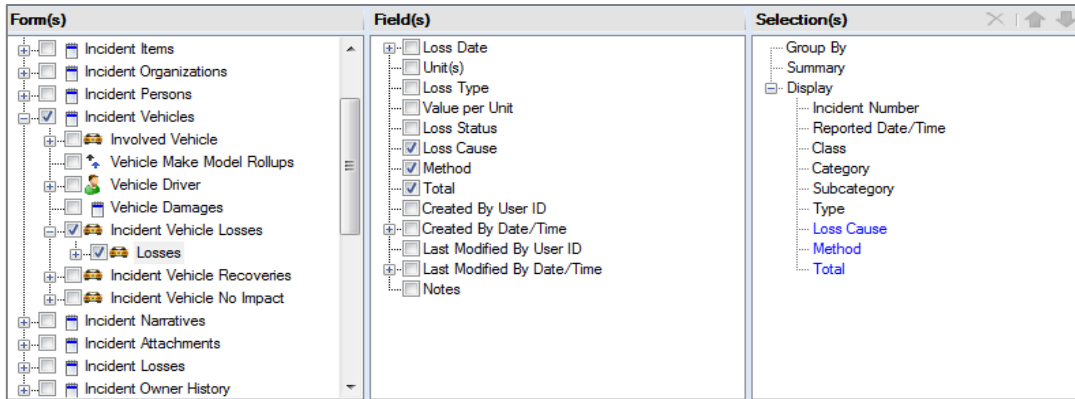 Form(s)
Incident Items
Incident Organizations
Incident Persons
Incident Vehicles
Involved Vehicle
Vehicle Make Model Rollups
Vehicle Driver
Vehicle Damages
Incident Vehicle Losses
Losses
Incident Vehicle Recoveries
Incident Vehicle No Impact
Incident Narratives
Incident Attachments
Incident Losses
Incident Owner History
Field(s)
Loss Date
Unit(s)
Loss Type
Value per Unit
Loss Status
Loss Cause
Method
Total
Created By User ID
Created By Date/Time
Last Modified By User ID
Last Modified By Date/Time
Notes
Selection(s)
Group By
Summary
Display
Incident Number
Reported Date/Time
Class
Category
Subcategory
Type
Loss Cause
Method
Total